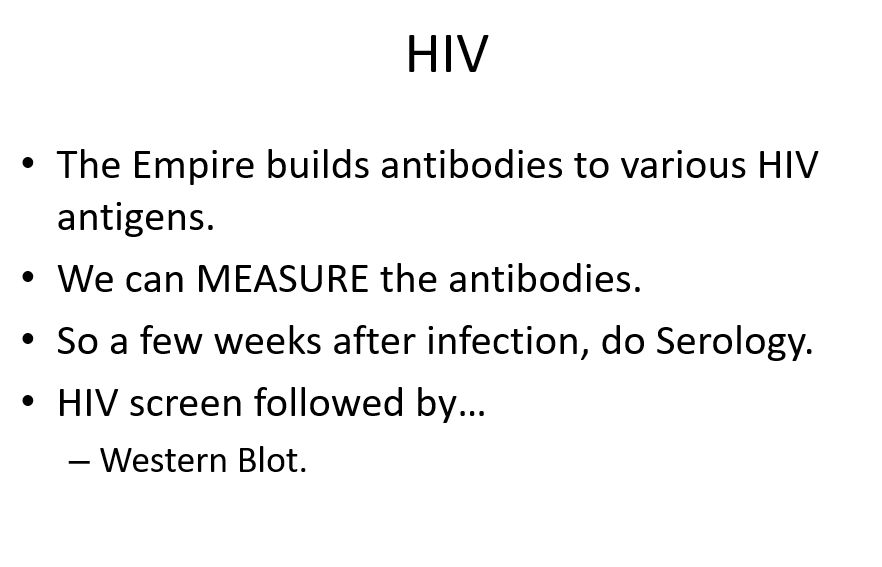 HIV
• The Empire builds antibodies to various HIV
antigens.
• We can MEASURE the antibodies.
• So a few weeks after infection, do Serology.
• HIV screen followed by…
– Western Blot.